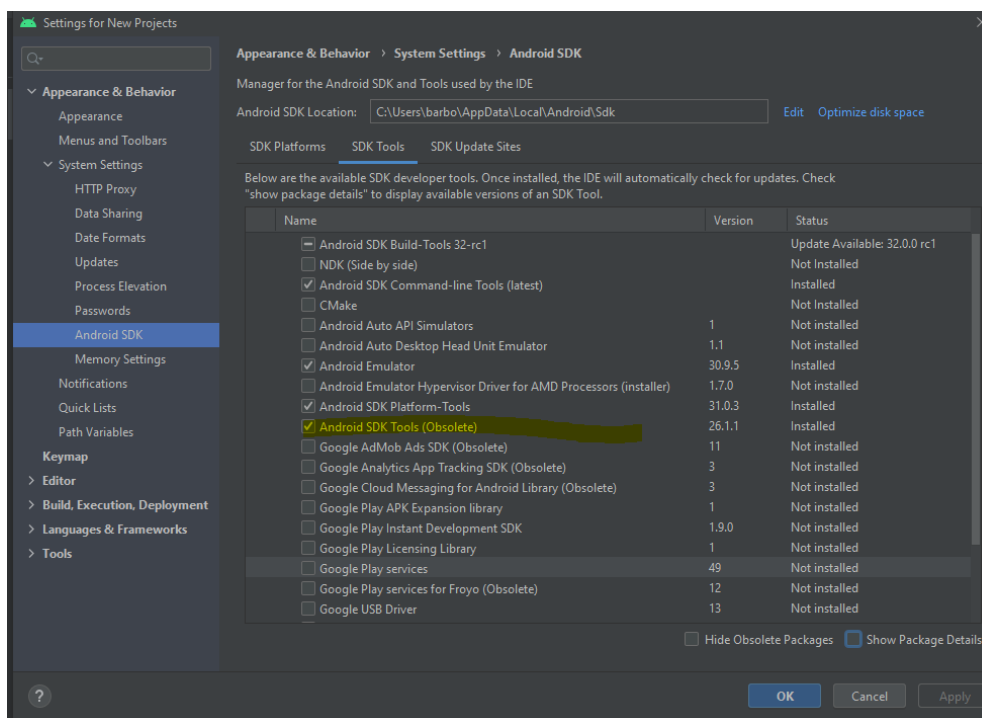 Settings for New Projects
Appearance & Behavior
Appearance
Menus and Toolbars
System Settings
HTTP Proxy
Data Sharing
Date Formats
Updates
Process Elevation
Passwords
Android SDK
Memory Settings
Notifications
Quick Lists
Path Variables
Keymap
Editor
Build, Execution, Deployment
Languages & Frameworks
Tools
Appearance & Behavior > System Settings > Android SDK
Manager for the Android SDK and Tools used by the IDE
Android SDK Location: C:\Users\barbo\AppData\Local\Android\Sdk Edit Optimize disk space
SDK Platforms SDK Tools SDK Update Sites
Below are the available SDK developer tools. Once installed, the IDE will automatically check for updates. Check
"show package details" to display available versions of an SDK Tool.
Name Version Status
Android SDK Build-Tools 32-rc1 Update Available: 32.0.0 rc1
NDK (Side by side) Not Installed
Android SDK Command-line Tools (latest) Installed
CMake Not Installed
Android Auto API Simulators 1 Not installed
Android Auto Desktop Head Unit Emulator 1.1 Not installed
Android Emulator 30.9.5 Installed
Android Emulator Hypervisor Driver for AMD Processors (installer) 1.7.0 Not installed
Android SDK Platform-Tools 31.0.3 Installed
Android SDK Tools (Obsolete) 26.1.1 Installed
Google AdMob Ads SDK (Obsolete) 11 Not installed
Google Analytics App Tracking SDK (Obsolete) 3 Not installed
Google Cloud Messaging for Android Library (Obsolete) 3 Not installed
Google Play APK Expansion library 1 Not installed
Google Play Instant Development SDK 1.9.0 Not installed
Google Play Licensing Library 1 Not installed
Google Play services 49 Not installed
Google Play services for Froyo (Obsolete) 12 Not installed
Google USB Driver 13 Not installed
Hide Obsolete Packages Show Package Details
? OK Cancel Apply